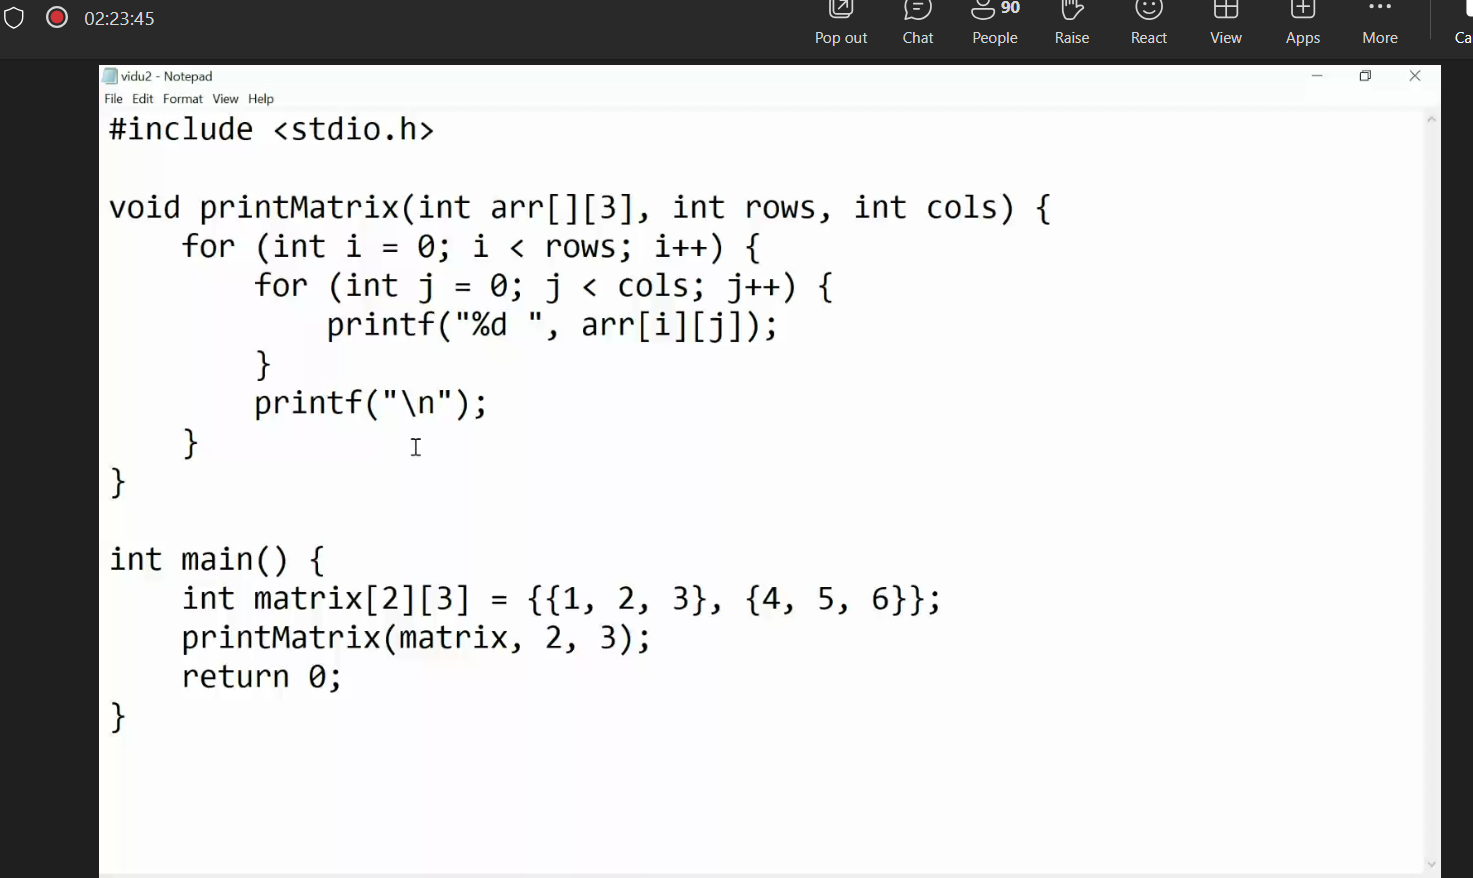 02:23:45
Pop out Chat 90 People Raise React View Apps More Ca
vidu2 - Notepad
File Edit Format View Help
#include <stdio.h>

void printMatrix(int arr[][3], int rows, int cols) {
    for (int i = 0; i < rows; i++) {
        for (int j = 0; j < cols; j++) {
            printf("%d ", arr[i][j]);
        }
        printf("\n");
    }
}

int main() {
    int matrix[2][3] = {{1, 2, 3}, {4, 5, 6}};
    printMatrix(matrix, 2, 3);
    return 0;
}